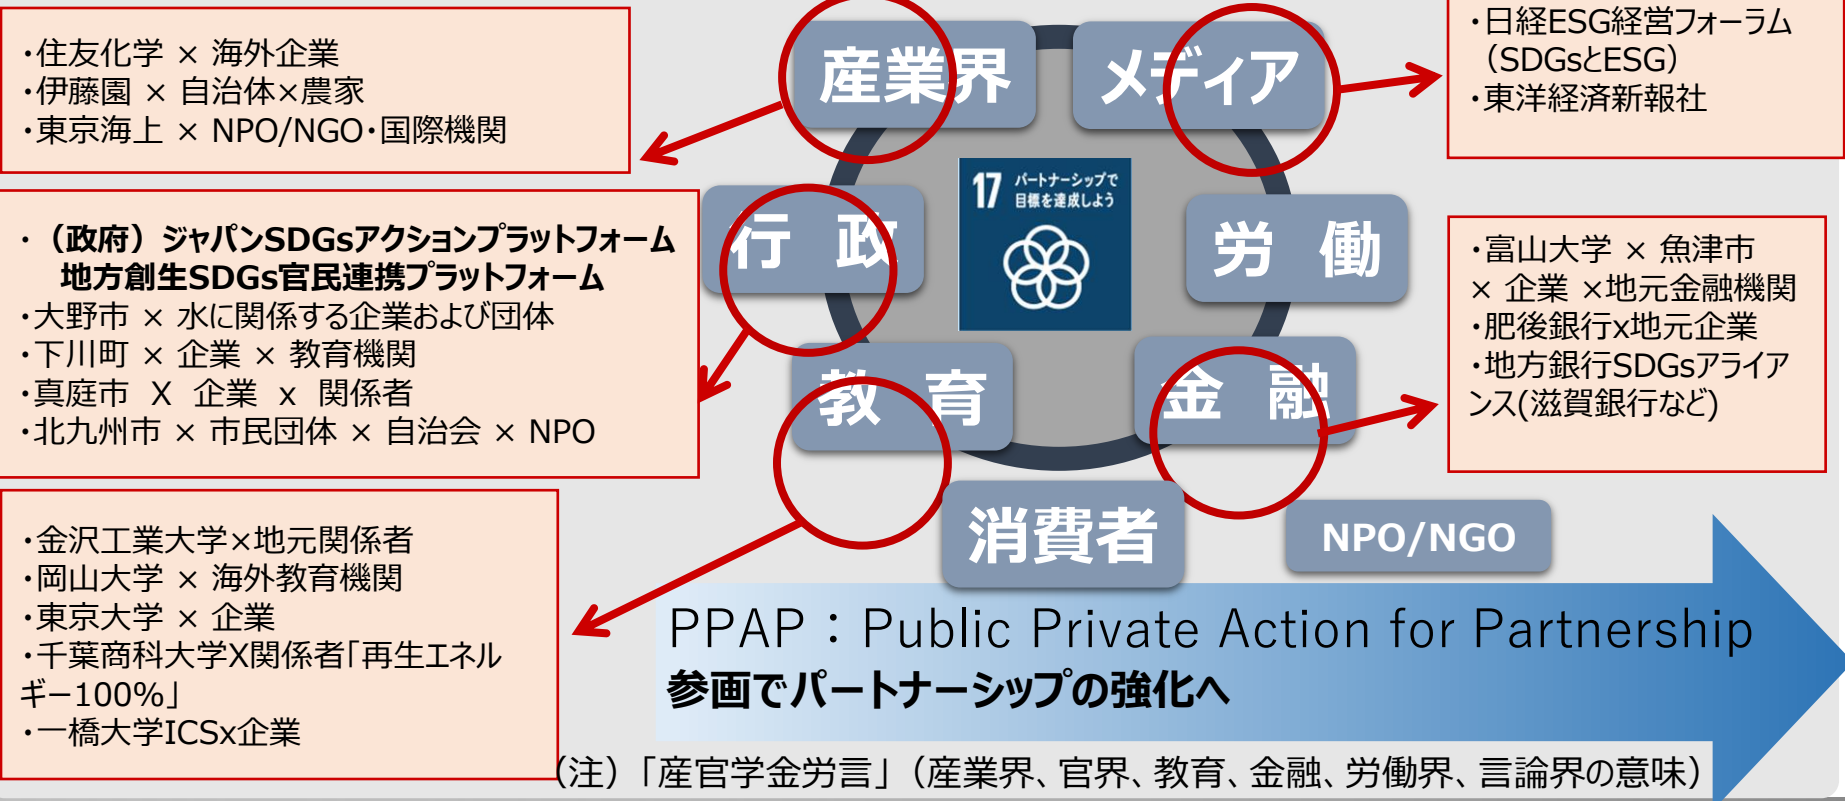 ・住友化学 × 海外企業
・伊藤園 × 自治体×農家
・東京海上 × NPO/NGO・国際機関
・（政府）ジャパンSDGsアクションプラットフォーム
地方創生SDGs官民連携プラットフォーム
・大野市 × 水に関係する企業および団体
・下川町 × 企業 × 教育機関
・真庭市 X 企業 x 関係者
・北九州市 × 市民団体 × 自治会 × NPO
・金沢工業大学×地元関係者
・岡山大学 × 海外教育機関
・東京大学 × 企業
・千葉商科大学X関係者「再生エネル
ギー100%」
・一橋大学ICSx企業
産業界
メディア
行 政
17 パートナーシップで
目標を達成しよう
労 働
教 育
金 融
消費者
NPO/NGO
・日経ESG経営フォーラム
（SDGsとESG）
・東洋経済新報社
・富山大学 × 魚津市
× 企業 ×地元金融機関
・肥後銀行x地元企業
・地方銀行SDGsアライア
ンス(滋賀銀行など)
PPAP：Public Private Action for Partnership
参画でパートナーシップの強化へ
（注）「産官学金労言」（産業界、官界、教育、金融、労働界、言論界の意味）